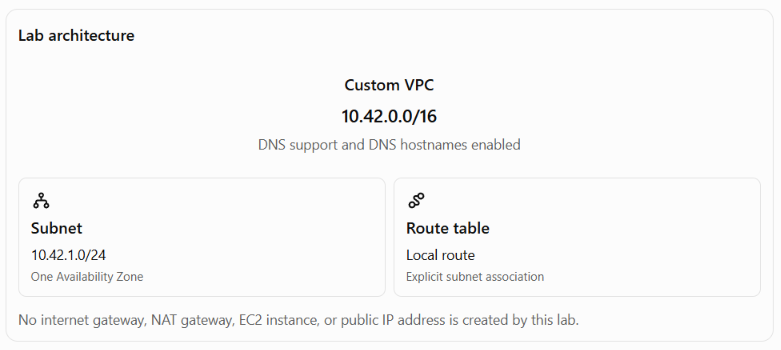 Lab architecture
Custom VPC
10.42.0.0/16
DNS support and DNS hostnames enabled
Subnet
10.42.1.0/24
One Availability Zone
Route table
Local route
Explicit subnet association
No internet gateway, NAT gateway, EC2 instance, or public IP address is created by this lab.